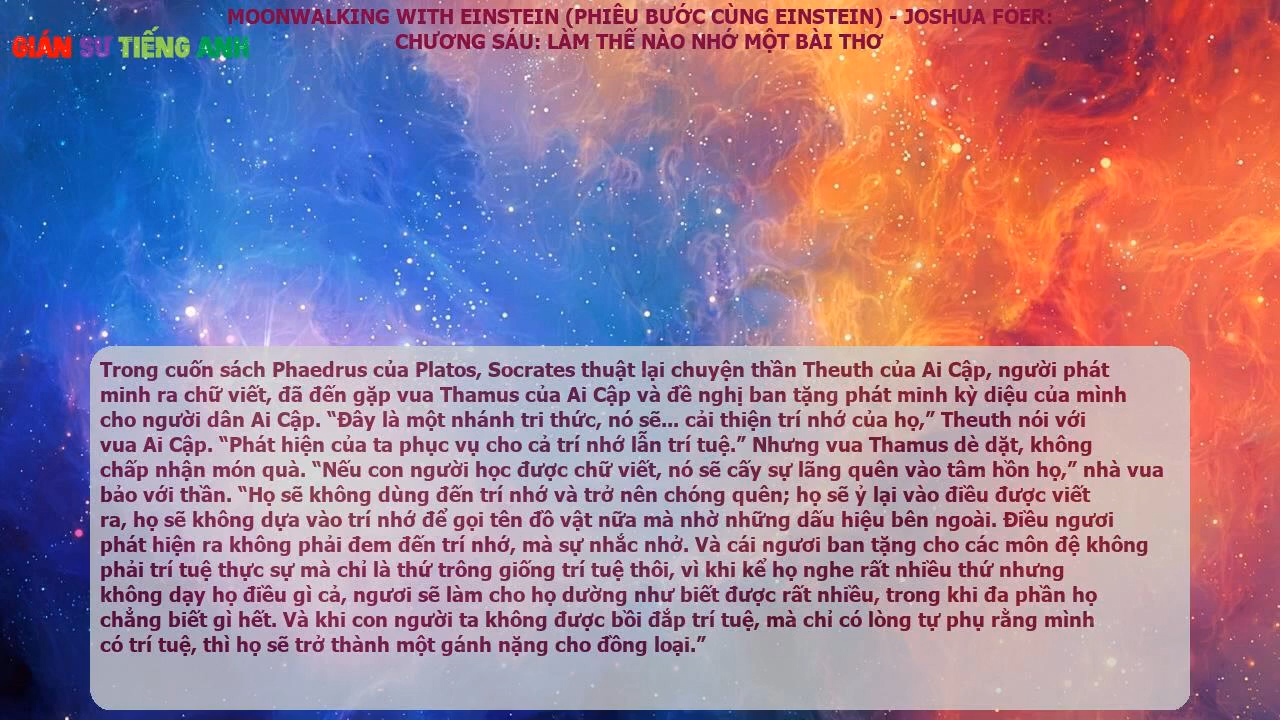 MOONWALKING WITH EINSTEIN (PHIÊU BƯỚC CÙNG EINSTEIN) - JOSHUA FOER:
CHƯƠNG SÁU: LÀM THẾ NÀO NHỚ MỘT BÀI THƠ
GIÁN SƯ TIẾNG ANH
Trong cuốn sách Phaedrus của Platos, Socrates thuật lại chuyện thần Theuth của Ai Cập, người phát
minh ra chữ viết, đã đến gặp vua Thamus của Ai Cập và đề nghị ban tặng phát minh kỳ diệu của mình
cho người dân Ai Cập. “Đây là một nhánh tri thức, nó sẽ... cải thiện trí nhớ của họ,” Theuth nói với
vua Ai Cập. “Phát hiện của ta phục vụ cho cả trí nhớ lẫn trí tuệ.” Nhưng vua Thamus dè dặt, không
chấp nhận món quà. “Nếu con người học được chữ viết, nó sẽ cấy sự lãng quên vào tâm hồn họ,” nhà vua
bảo với thần. “Họ sẽ không dùng đến trí nhớ và trở nên chóng quên; họ sẽ ỷ lại vào điều được viết
ra, họ sẽ không dựa vào trí nhớ để gọi tên đồ vật nữa mà nhờ những dấu hiệu bên ngoài. Điều ngươi
phát hiện ra không phải đem đến trí nhớ, mà sự nhắc nhở. Và cái ngươi ban tặng cho các môn đệ không
phải trí tuệ thực sự mà chỉ là thứ trông giống trí tuệ thôi, vì khi kể họ nghe rất nhiều thứ nhưng
không dạy họ điều gì cả, ngươi sẽ làm cho họ dường như biết được rất nhiều, trong khi đa phần họ
chẳng biết gì hết. Và khi con người ta không được bồi đắp trí tuệ, mà chỉ có lòng tự phụ rằng mình
có trí tuệ, thì họ sẽ trở thành một gánh nặng cho đồng loại.”